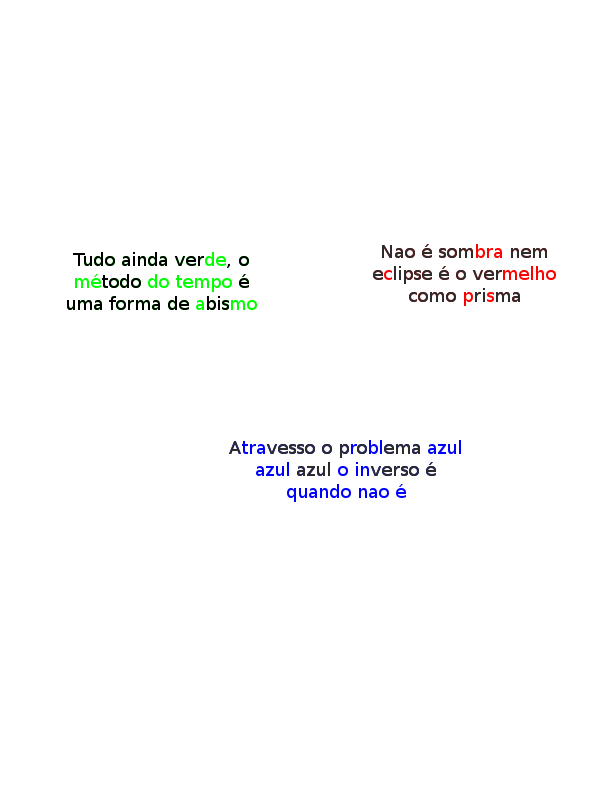 Tudo ainda verde, o
método do tempo é
uma forma de abismo
Nao é sombra nem
eclipse é o vermelho
como prisma
Atravesso o problema azul
azul azul o inverso é
quando nao é